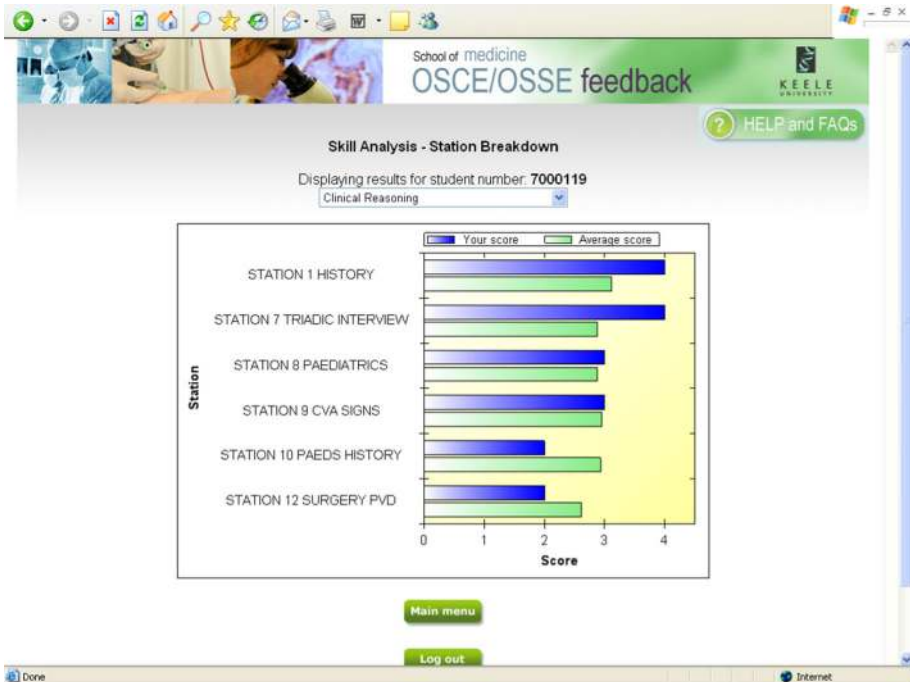 School of medicine
OSCE/OSSE feedback
KEELE
UNIVERSITY
? HELP and FAQs
Skill Analysis - Station Breakdown
Displaying results for student number: 7000119
Clinical Reasoning
Your score Average score
STATION 1 HISTORY
STATION 7 TRIADIC INTERVIEW
STATION 8 PAEDIATRICS
STATION 9 CVA SIGNS
STATION 10 PAEDS HISTORY
STATION 12 SURGERY PVD
Station
0 1 2 3 4
Score
Main menu
Log out
Done Internet